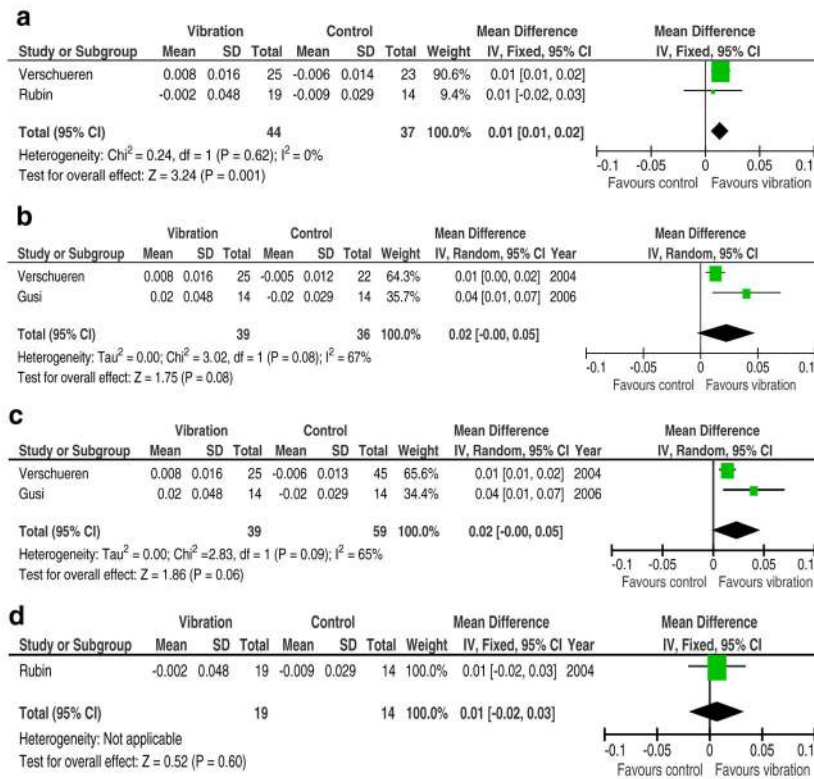 a
Vibration Control Mean Difference Mean Difference
Study or Subgroup Mean SD Total Mean SD Total Weight IV, Fixed, 95% CI IV, Fixed, 95% CI
Verschueren 0.008 0.016 25 -0.006 0.014 23 90.6% 0.01 [0.01, 0.02]
Rubin -0.002 0.048 19 -0.009 0.029 14 9.4% 0.01 [-0.02, 0.03]
Total (95% CI) 44 37 100.0% 0.01 [0.01, 0.02]
Heterogeneity: Chi² = 0.24, df = 1 (P = 0.62); I² = 0%
Test for overall effect: Z = 3.24 (P = 0.001)
-0.1 -0.05 0 0.05 0.1
Favours control Favours vibration
b
Vibration Control Mean Difference Mean Difference
Study or Subgroup Mean SD Total Mean SD Total Weight IV, Random, 95% CI Year IV, Random, 95% CI
Verschueren 0.008 0.016 25 -0.005 0.012 22 64.3% 0.01 [0.00, 0.02] 2004
Gusi 0.02 0.048 14 -0.02 0.029 14 35.7% 0.04 [0.01, 0.07] 2006
Total (95% CI) 39 36 100.0% 0.02 [-0.00, 0.05]
Heterogeneity: Tau² = 0.00; Chi² = 3.02, df = 1 (P = 0.08); I² = 67%
Test for overall effect: Z = 1.75 (P = 0.08)
-0.1 -0.05 0 0.05 0.1
Favours control Favours vibration
c
Vibration Control Mean Difference Mean Difference
Study or Subgroup Mean SD Total Mean SD Total Weight IV, Random, 95% CI Year IV, Random, 95% CI
Verschueren 0.008 0.016 25 -0.006 0.013 45 65.6% 0.01 [0.01, 0.02] 2004
Gusi 0.02 0.048 14 -0.02 0.029 14 34.4% 0.04 [0.01, 0.07] 2006
Total (95% CI) 39 59 100.0% 0.02 [-0.00, 0.05]
Heterogeneity: Tau² = 0.00; Chi² =2.83, df = 1 (P = 0.09); I² = 65%
Test for overall effect: Z = 1.86 (P = 0.06)
-0.1 -0.05 0 0.05 0.1
Favours control Favours vibration
d
Vibration Control Mean Difference Mean Difference
Study or Subgroup Mean SD Total Mean SD Total Weight IV, Fixed, 95% CI Year IV, Fixed, 95% CI
Rubin -0.002 0.048 19 -0.009 0.029 14 100.0% 0.01 [-0.02, 0.03] 2004
Total (95% CI) 19 14 100.0% 0.01 [-0.02, 0.03]
Heterogeneity: Not applicable
Test for overall effect: Z = 0.52 (P = 0.60)
-0.1 -0.05 0 0.05 0.1
Favours control Favours vibration